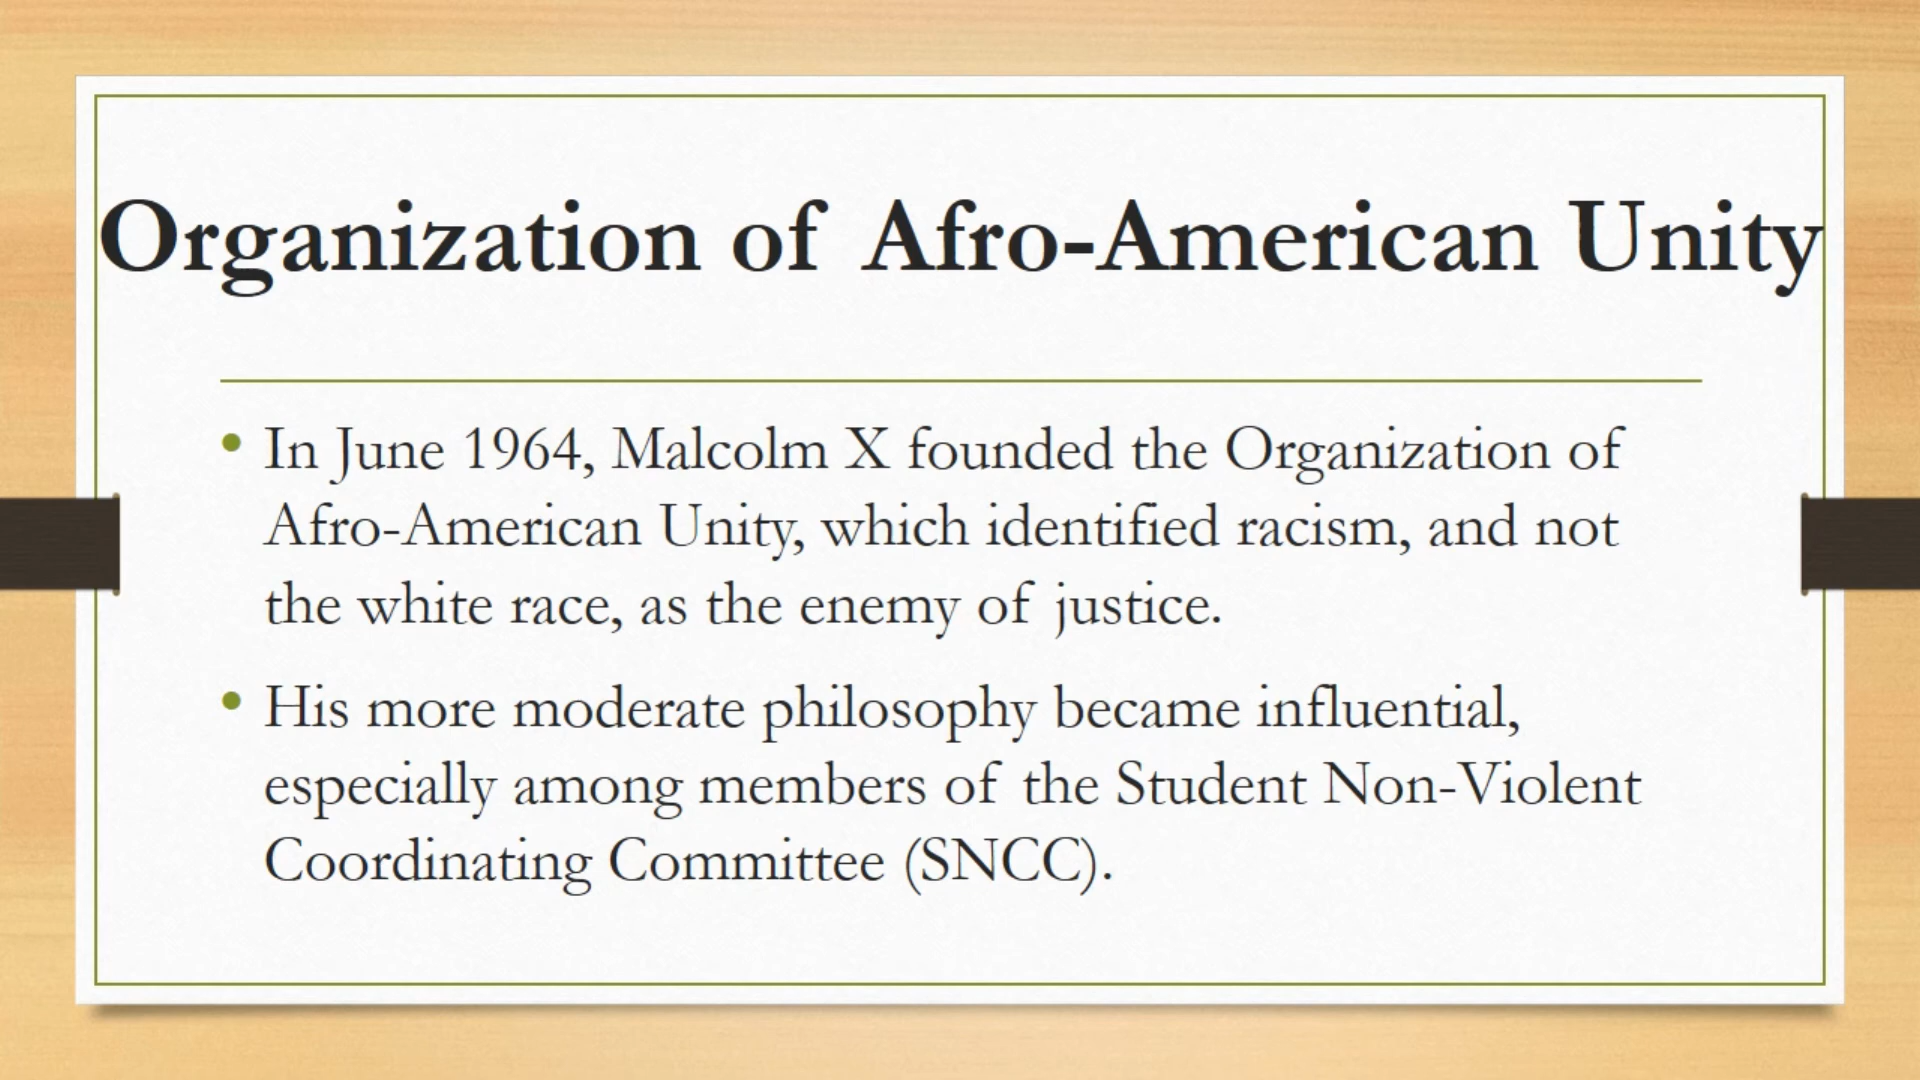 Organization of Afro-American Unity
• In June 1964, Malcolm X founded the Organization of
Afro-American Unity, which identified racism, and not
the white race, as the enemy of justice.
• His more moderate philosophy became influential,
especially among members of the Student Non-Violent
Coordinating Committee (SNCC).